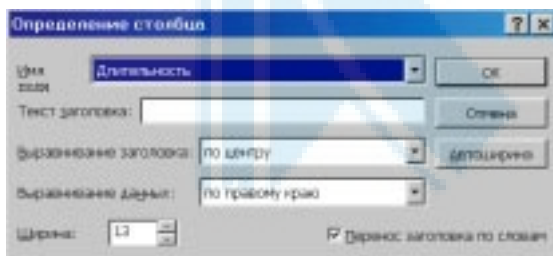 Определение столбца
Имя поля Длительность ОК
Текст заголовка: Отмена
Выравнивание заголовка: по центру Автоширина
Выравнивание данных: по правому краю
Ширина: 13 Перенос заголовка по словам